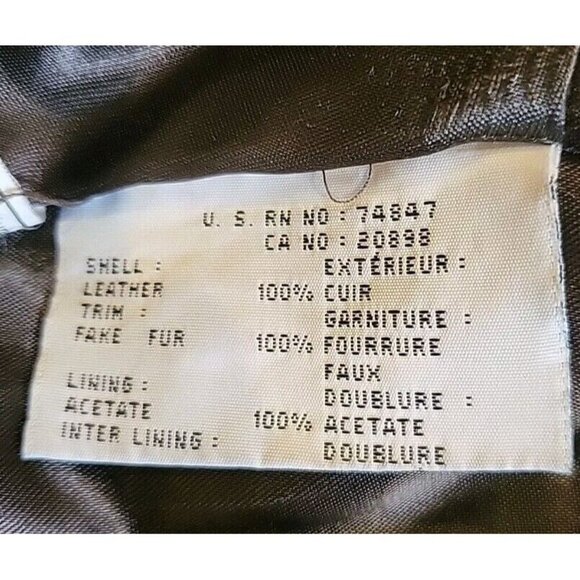 U. S. RN NO : 74847
CA NO : 20898
SHELL : EXTÉRIEUR :
LEATHER 100% CUIR
TRIM : GARNITURE :
FAKE FUR 100% FOURRURE
FAUX
LINING : DOUBLURE :
ACETATE 100% ACETATE
INTER LINING : DOUBLURE